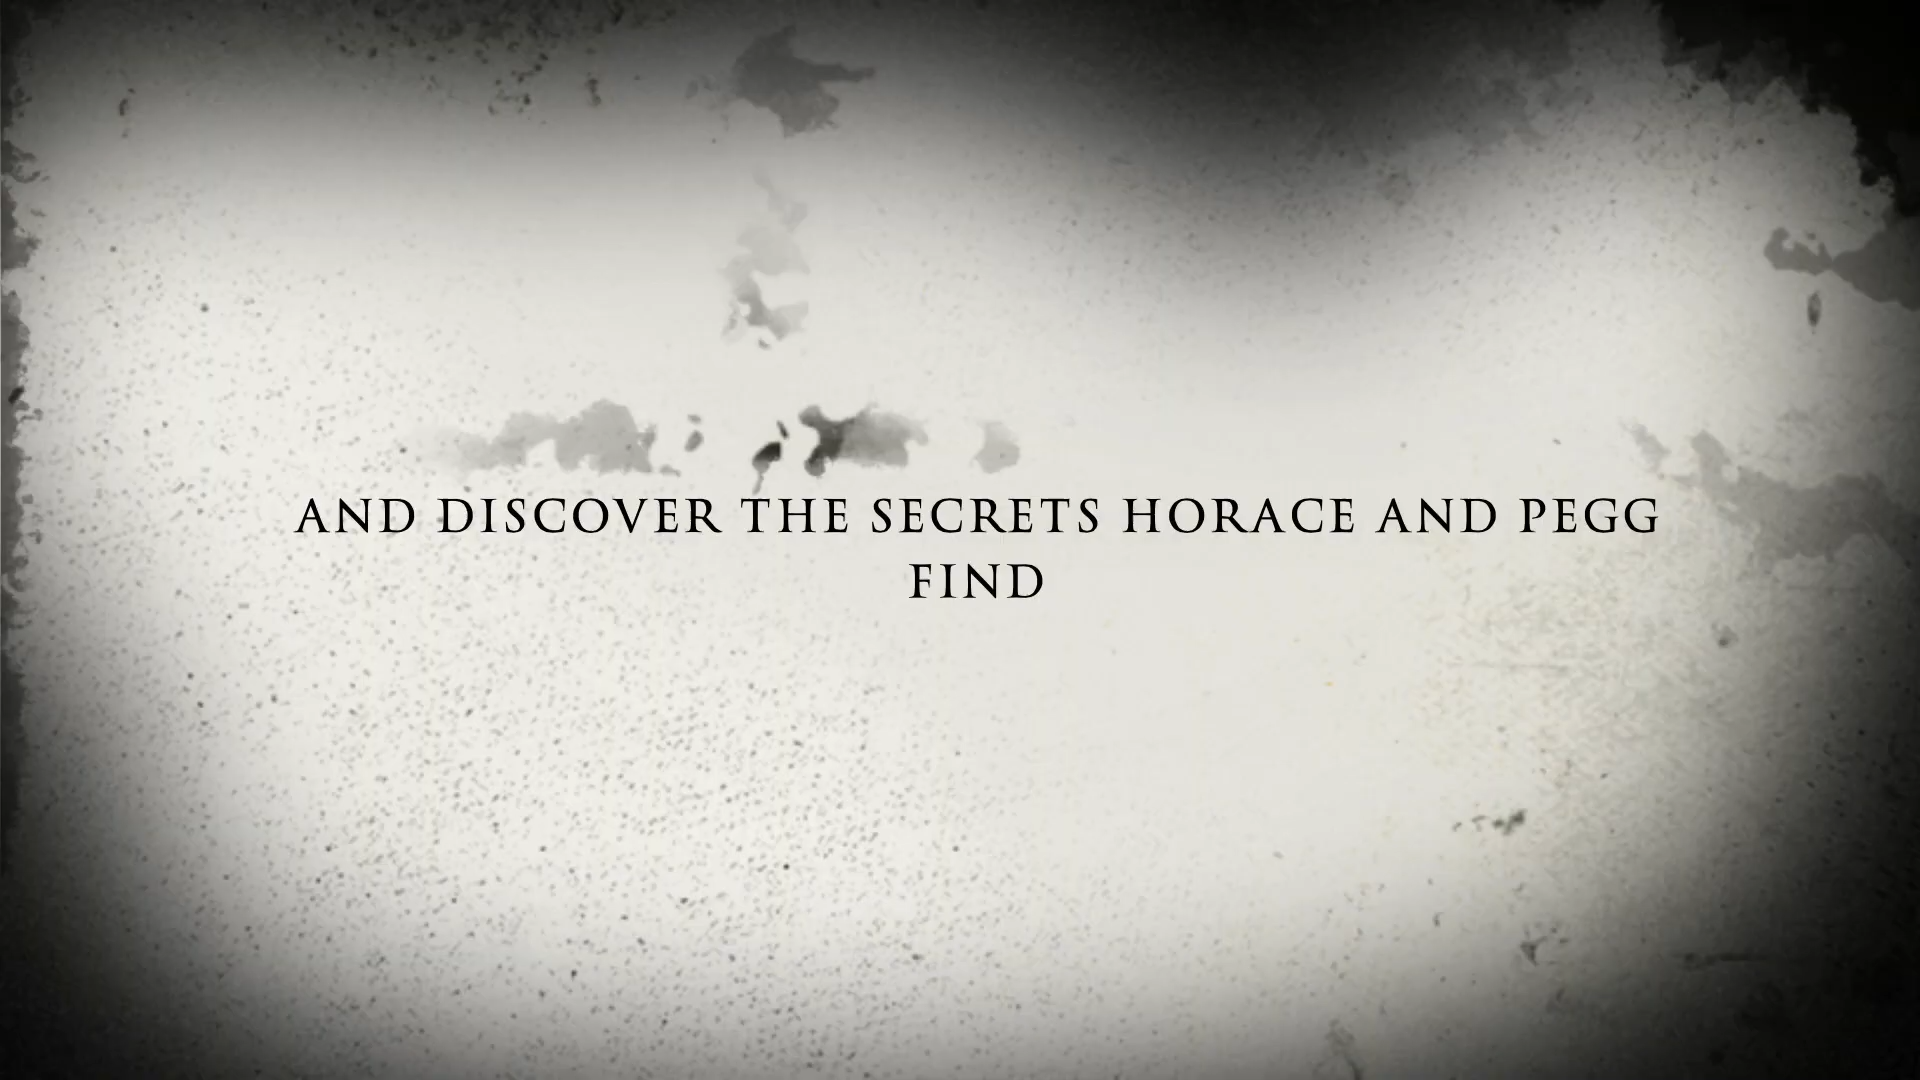 AND DISCOVER THE SECRETS HORACE AND PEGG
FIND